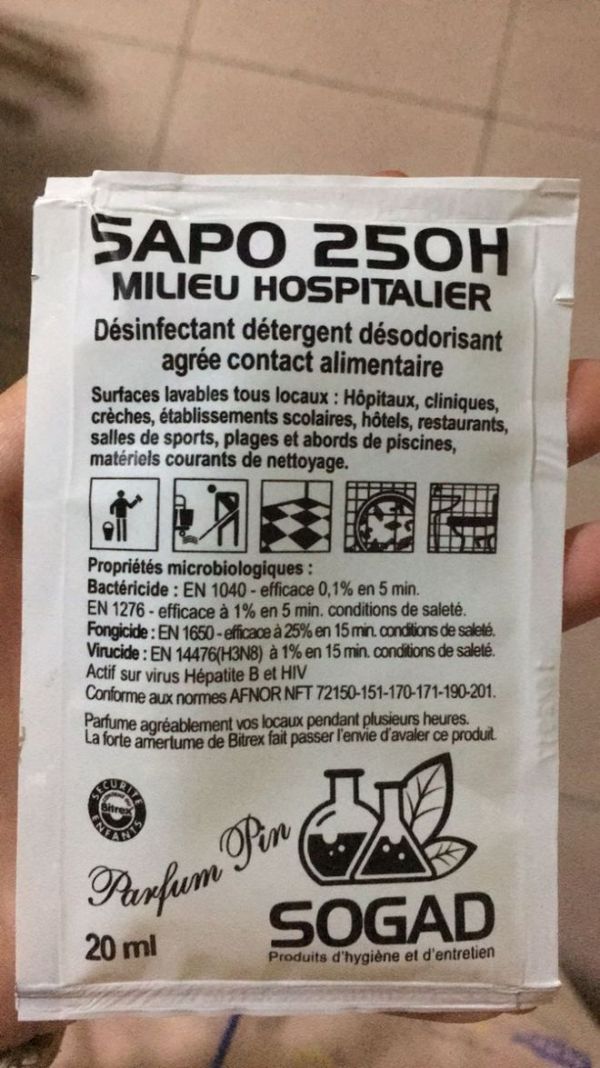 SAPO 250H
MILIEU HOSPITALIER
Désinfectant détergent désodorisant
agrée contact alimentaire
Surfaces lavables tous locaux : Hôpitaux, cliniques,
crèches, établissements scolaires, hôtels, restaurants,
salles de sports, plages et abords de piscines,
matériels courants de nettoyage.
Propriétés microbiologiques :
Bactéricide : EN 1040 - efficace 0,1% en 5 min.
EN 1276 - efficace à 1% en 5 min. conditions de saleté.
Fongicide : EN 1650 - efficace à 25% en 15 min. conditions de saleté.
Virucide : EN 14476(H3N8) à 1% en 15 min. conditions de saleté.
Actif sur virus Hépatite B et HIV
Conforme aux normes AFNOR NFT 72150-151-170-171-190-201.
Parfume agréablement vos locaux pendant plusieurs heures.
La forte amertume de Bitrex fait passer l'envie d'avaler ce produit.
SECURITE
Bitrex
ENFANTS
Parfum Pin
20 ml
SOGAD
Produits d'hygiène et d'entretien